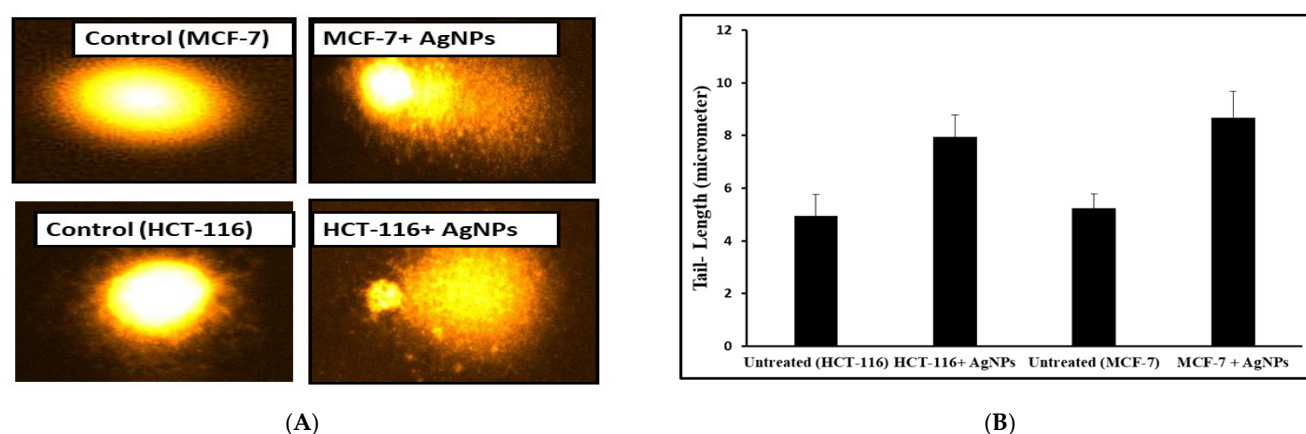 Control (MCF-7)
MCF-7+ AgNPs
Control (HCT-116)
HCT-116+ AgNPs
(A)
Tail- Length (micrometer)
12
10
8
6
4
2
0
Untreated (HCT-116) HCT-116+ AgNPs Untreated (MCF-7) MCF-7 + AgNPs
(B)